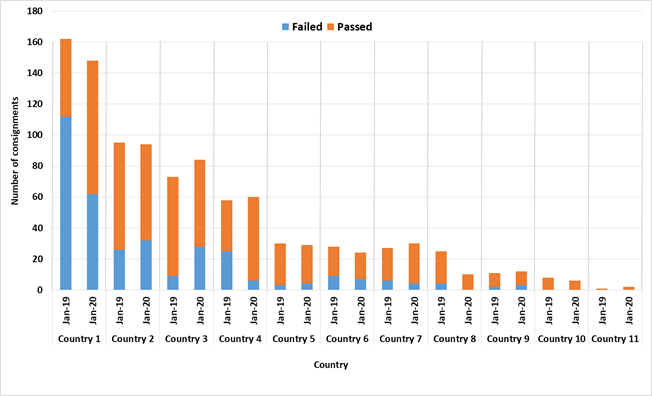 180
Failed Passed
160
140
120
100
80
60
40
20
0
Number of consignments
Jan-19 Jan-20 Jan-19 Jan-20 Jan-19 Jan-20 Jan-19 Jan-20 Jan-19 Jan-20 Jan-19 Jan-20 Jan-19 Jan-20 Jan-19 Jan-20 Jan-19 Jan-20 Jan-19 Jan-20 Jan-19 Jan-20
Country 1 Country 2 Country 3 Country 4 Country 5 Country 6 Country 7 Country 8 Country 9 Country 10 Country 11
Country